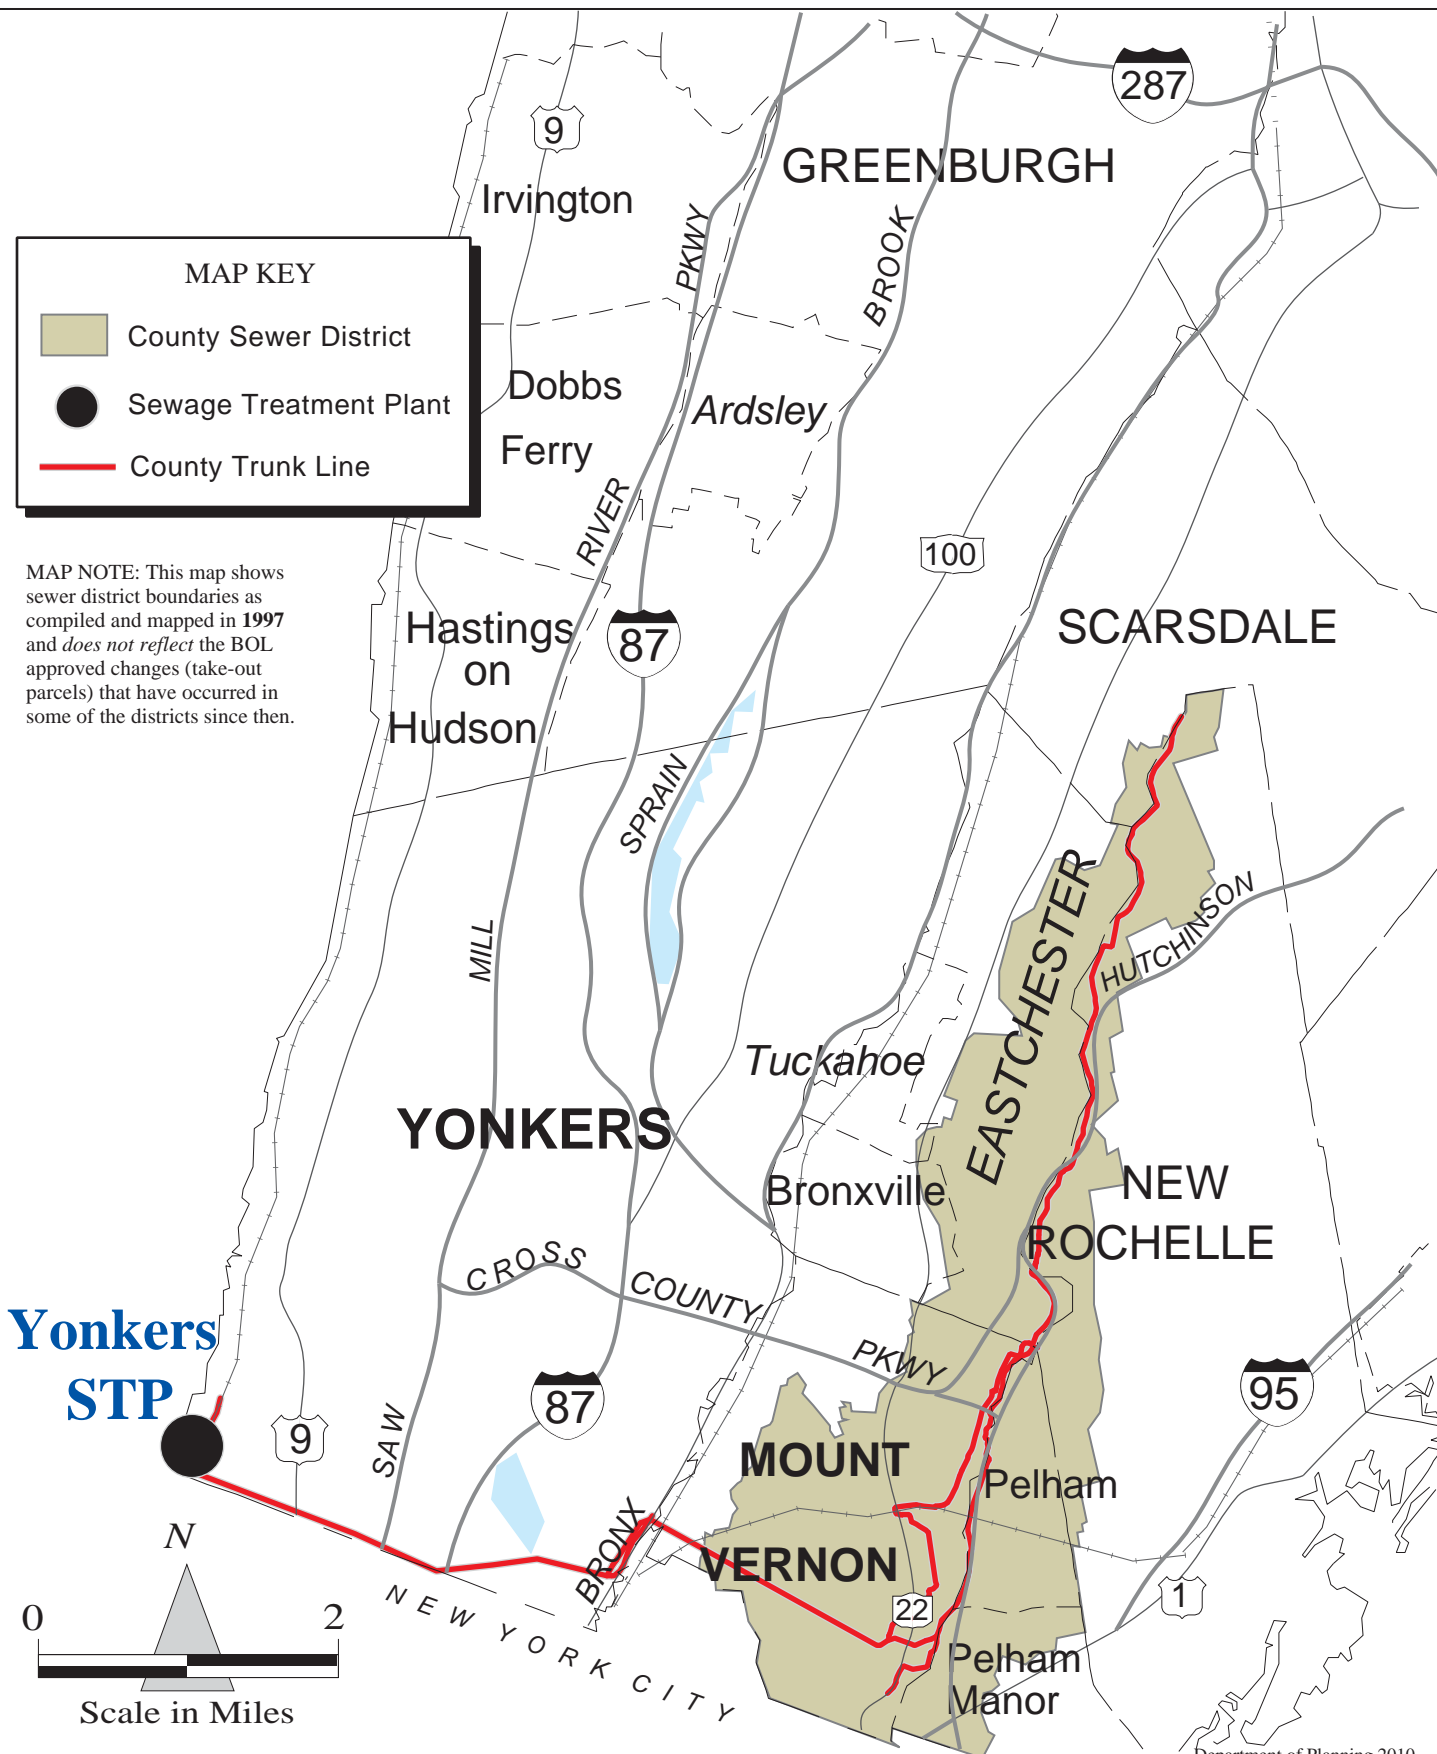 287
9
GREENBURGH
Irvington
PKWY
BROOK
MAP KEY
County Sewer District
Sewage Treatment Plant
County Trunk Line
Dobbs
Ferry
Ardsley
RIVER
100
MAP NOTE: This map shows
sewer district boundaries as
compiled and mapped in 1997
and does not reflect the BOL
approved changes (take-out
parcels) that have occurred in
some of the districts since then.
Hastings
on
Hudson
87
SCARSDALE
SPRAIN
MILL
EASTCHESTER
HUTCHINSON
Tuckahoe
YONKERS
Bronxville
NEW
ROCHELLE
CROSS
COUNTY
PKWY
Yonkers
STP
9
SAW
87
95
MOUNT
VERNON
Pelham
BRONX
22
1
NEW YORK CITY
Pelham
Manor
N
0 2
Scale in Miles
Department of Planning 2010